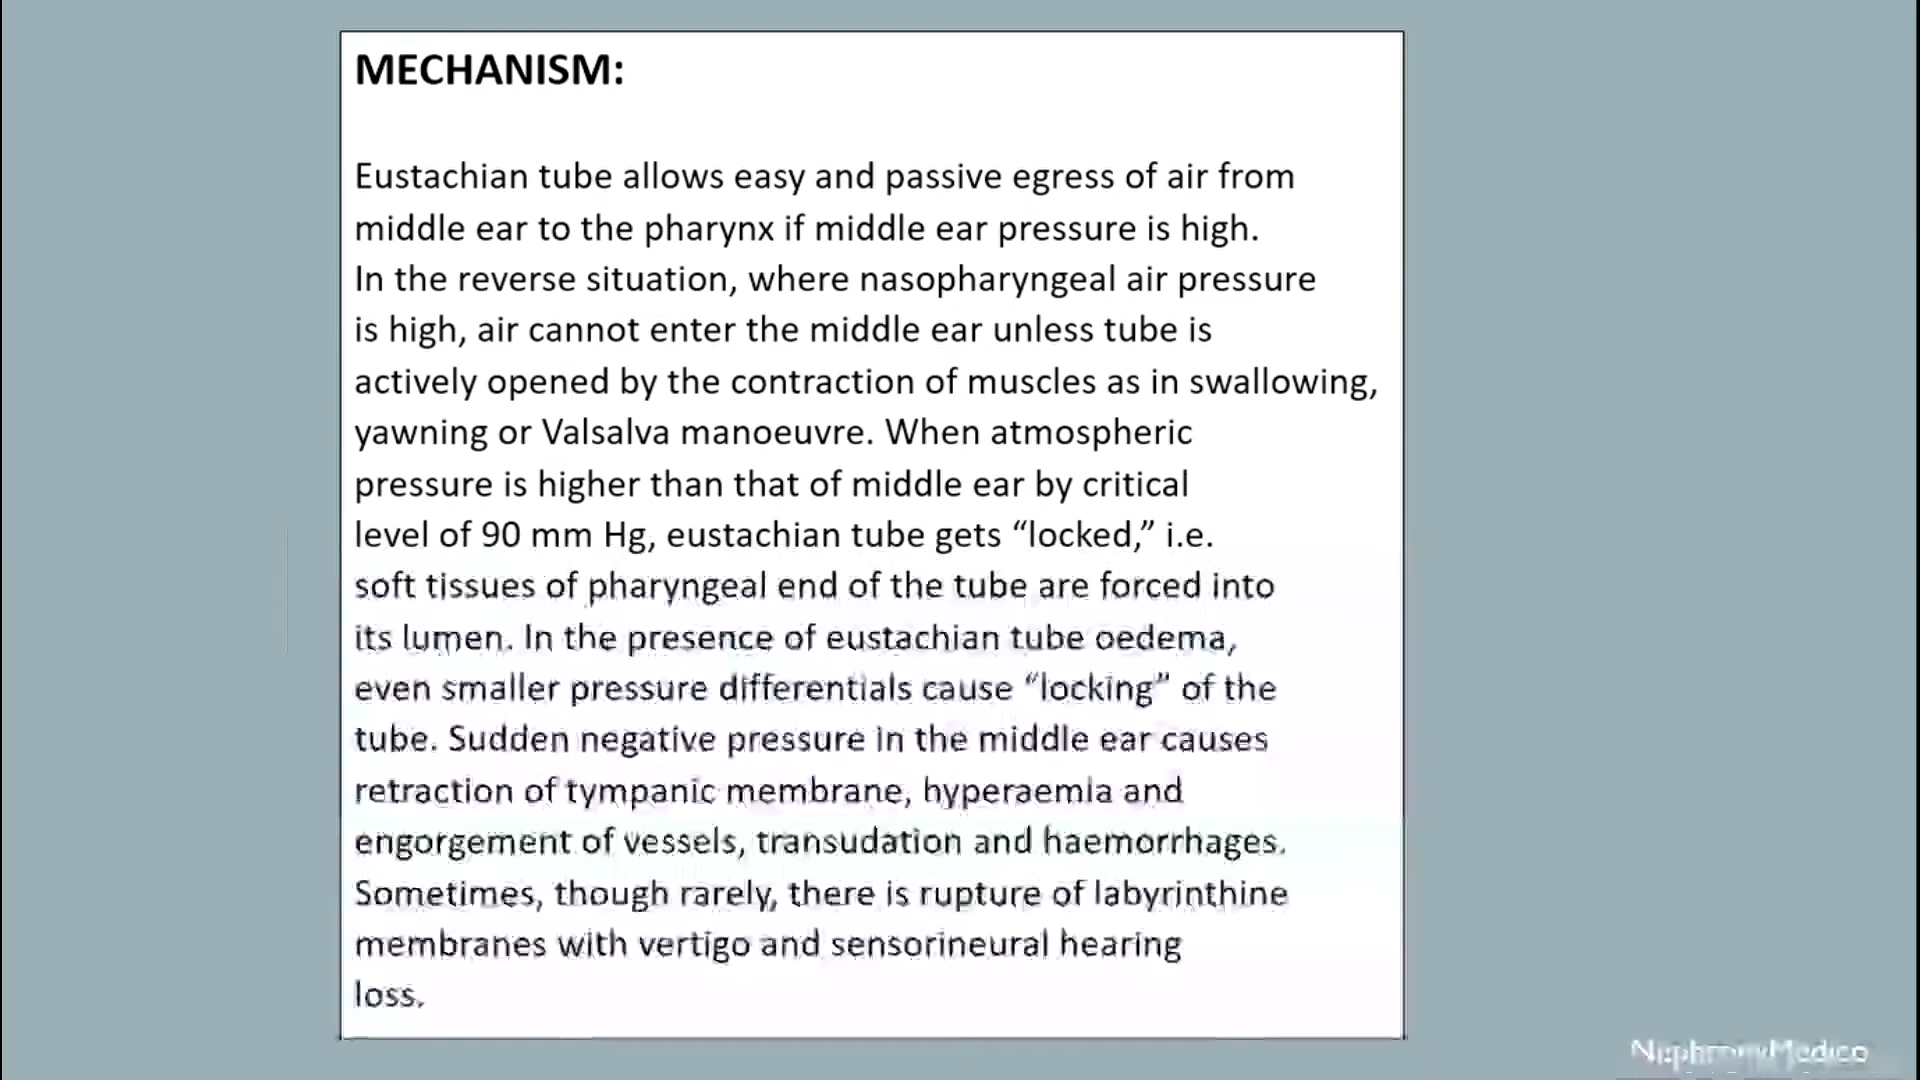 MECHANISM:
Eustachian tube allows easy and passive egress of air from
middle ear to the pharynx if middle ear pressure is high.
In the reverse situation, where nasopharyngeal air pressure
is high, air cannot enter the middle ear unless tube is
actively opened by the contraction of muscles as in swallowing,
yawning or Valsalva manoeuvre. When atmospheric
pressure is higher than that of middle ear by critical
level of 90 mm Hg, eustachian tube gets “locked,” i.e.
soft tissues of pharyngeal end of the tube are forced into
its lumen. In the presence of eustachian tube oedema,
even smaller pressure differentials cause “locking” of the
tube. Sudden negative pressure in the middle ear causes
retraction of tympanic membrane, hyperaemia and
engorgement of vessels, transudation and haemorrhages.
Sometimes, though rarely, there is rupture of labyrinthine
membranes with vertigo and sensorineural hearing
loss.